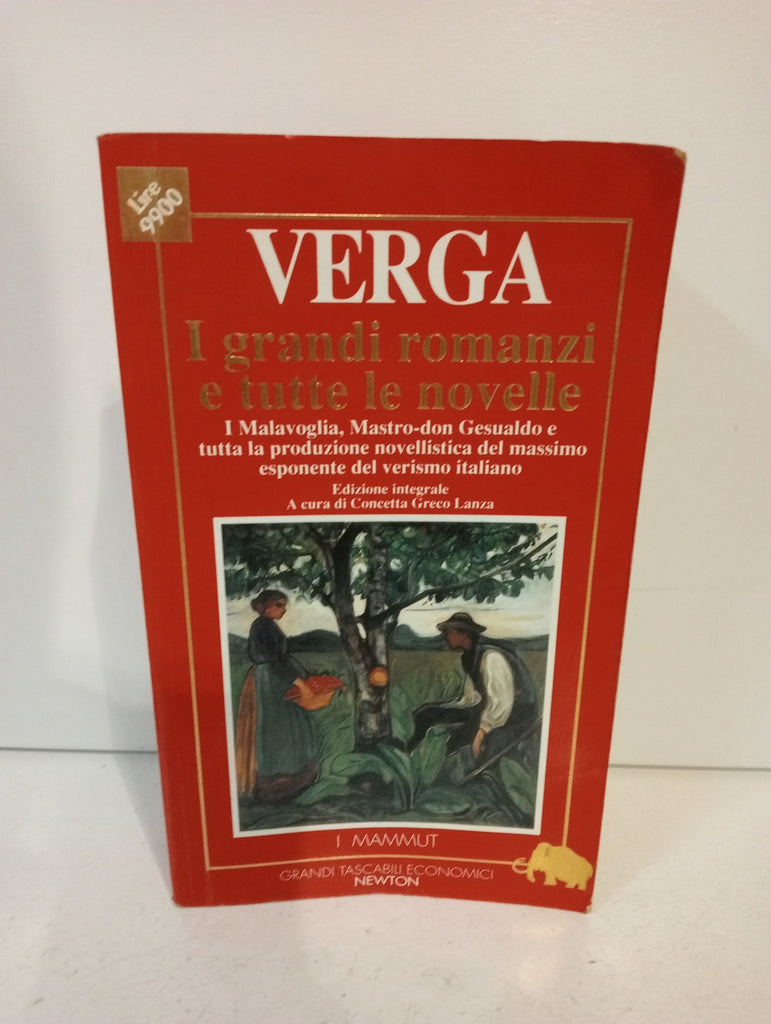 Lire
9900
VERGA
I grandi romanzi
e tutte le novelle
I Malavoglia, Mastro-don Gesualdo e
tutta la produzione novellistica del massimo
esponente del verismo italiano
Edizione integrale
A cura di Concetta Greco Lanza
I MAMMUT
GRANDI TASCABILI ECONOMICI
NEWTON